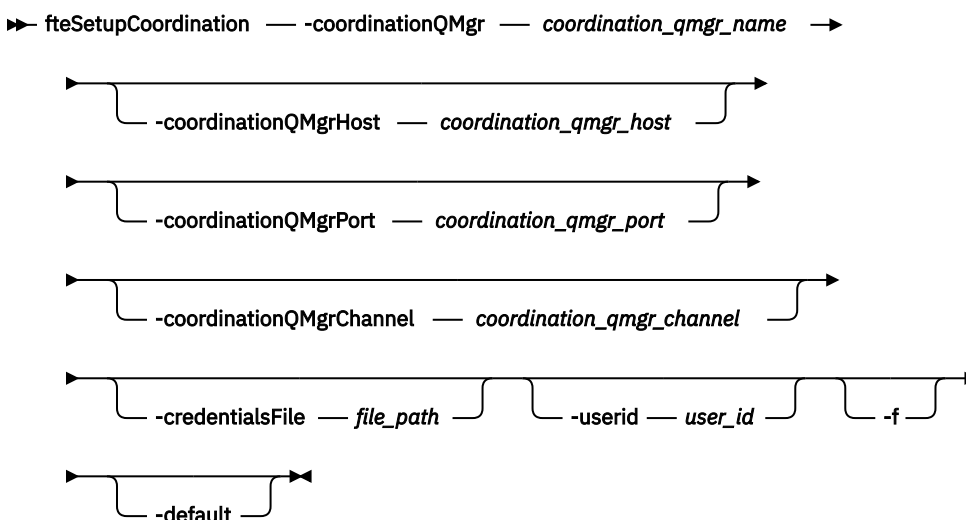 fteSetupCoordination -coordinationQMgr coordination_qmgr_name
-coordinationQMgrHost coordination_qmgr_host
-coordinationQMgrPort coordination_qmgr_port
-coordinationQMgrChannel coordination_qmgr_channel
-credentialsFile file_path -userid user_id -f
-default